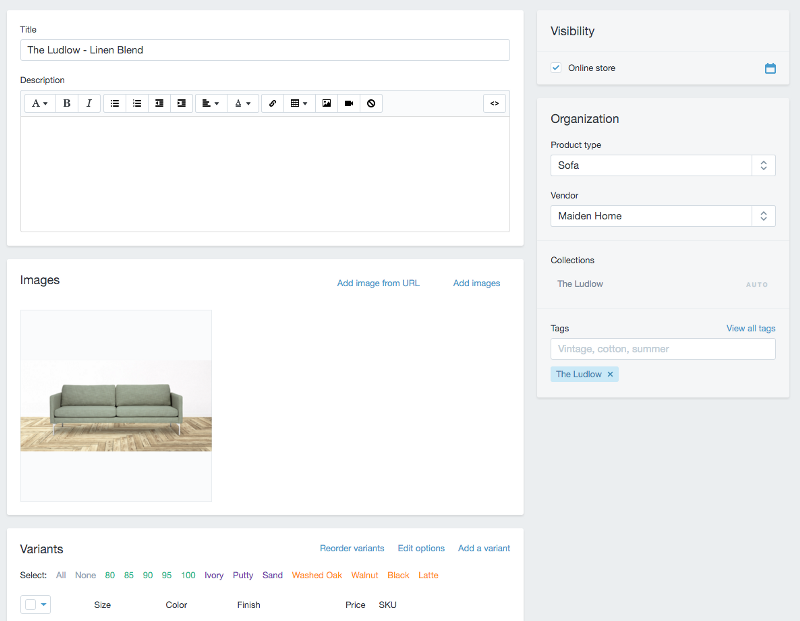 Title
The Ludlow - Linen Blend
Description
A B I A <>
Images
Add image from URL Add images
Variants
Reorder variants Edit options Add a variant
Select: All None 80 85 90 95 100 Ivory Putty Sand Washed Oak Walnut Black Latte
Size Color Finish Price SKU
Visibility
Online store
Organization
Product type
Sofa
Vendor
Maiden Home
Collections
The Ludlow AUTO
Tags View all tags
Vintage, cotton, summer
The Ludlow ×